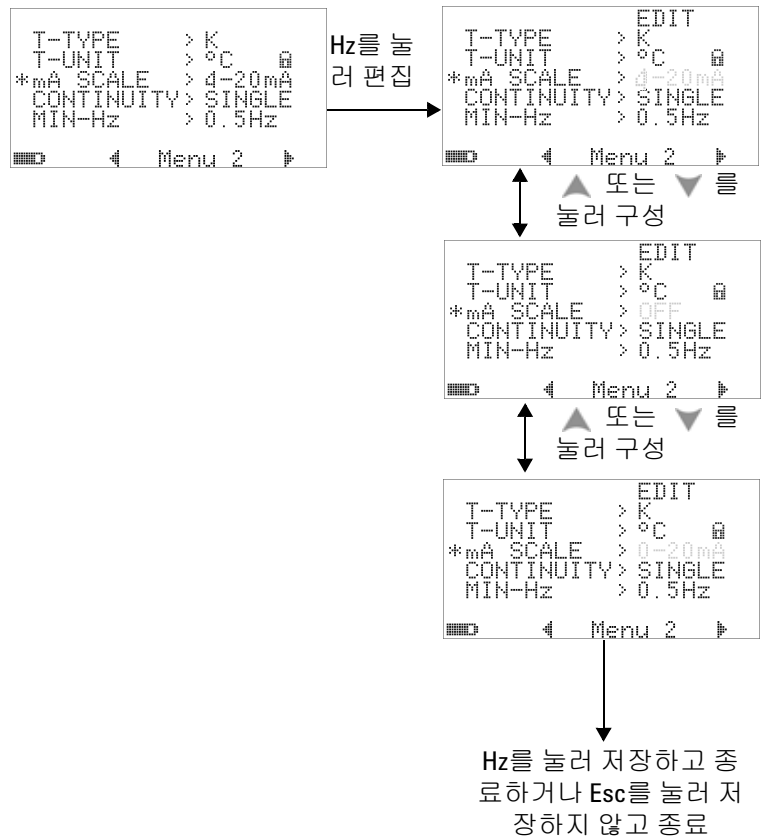 T-TYPE > K
T-UNIT > °C
*mA SCALE > 4-20mA
CONTINUITY> SINGLE
MIN-Hz > 0.5Hz
Menu 2
Hz를 눌
러 편집
EDIT
T-TYPE > K
T-UNIT > °C
*mA SCALE > 4-20mA
CONTINUITY> SINGLE
MIN-Hz > 0.5Hz
Menu 2
또는 를
눌러 구성
EDIT
T-TYPE > K
T-UNIT > °C
*mA SCALE > OFF
CONTINUITY> SINGLE
MIN-Hz > 0.5Hz
Menu 2
또는 를
눌러 구성
EDIT
T-TYPE > K
T-UNIT > °C
*mA SCALE > 0-20mA
CONTINUITY> SINGLE
MIN-Hz > 0.5Hz
Menu 2
Hz를 눌러 저장하고 종
료하거나 Esc를 눌러 저
장하지 않고 종료